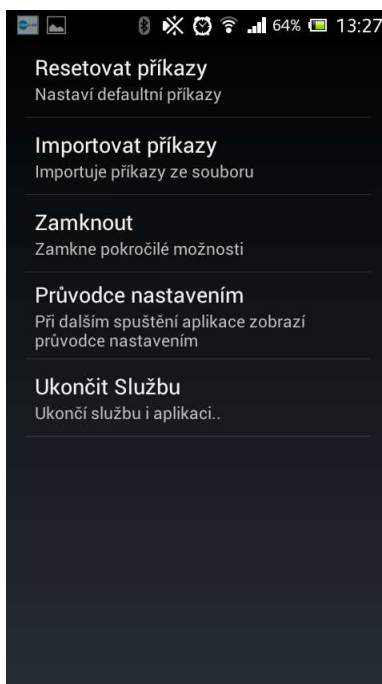 64% 13:27
Resetovat příkazy
Nastaví defaultní příkazy
Importovat příkazy
Importuje příkazy ze souboru
Zamknout
Zamkne pokročilé možnosti
Průvodce nastavením
Při dalším spuštění aplikace zobrazí
průvodce nastavením
Ukončit Službu
Ukončí službu i aplikaci..